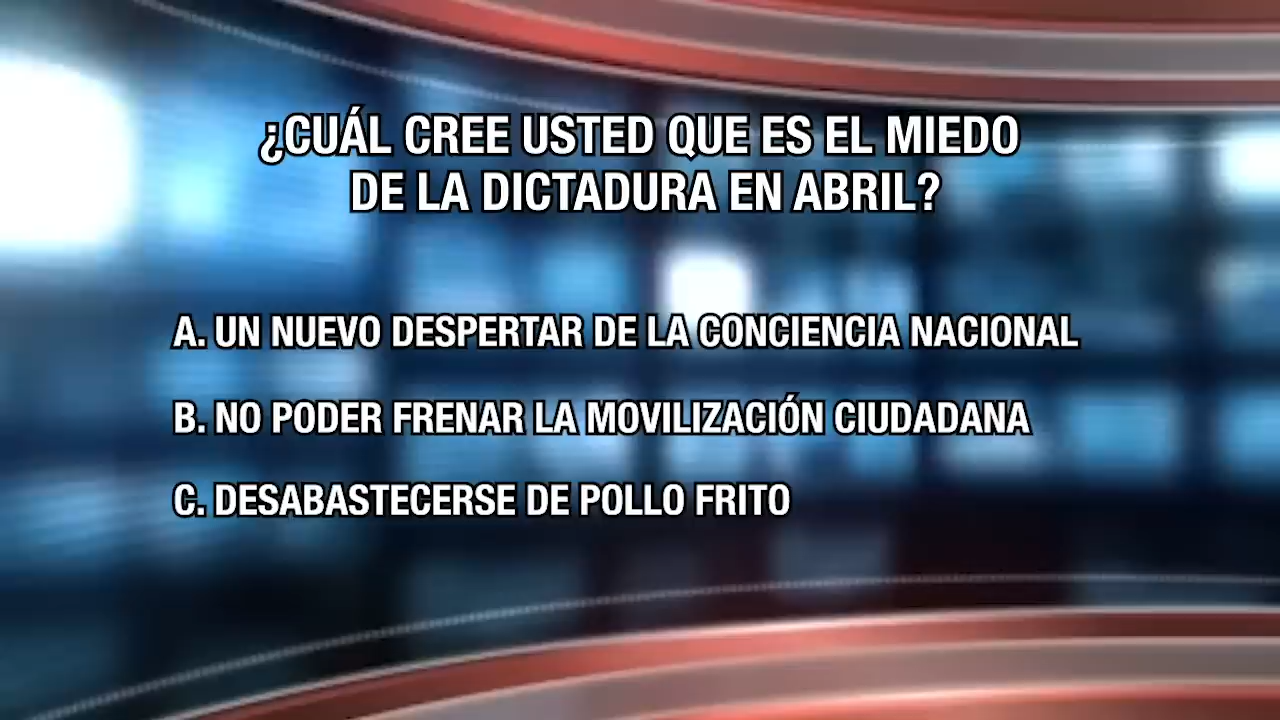 ¿CUÁL CREE USTED QUE ES EL MIEDO
DE LA DICTADURA EN ABRIL?
A. UN NUEVO DESPERTAR DE LA CONCIENCIA NACIONAL
B. NO PODER FRENAR LA MOVILIZACIÓN CIUDADANA
C. DESABASTECERSE DE POLLO FRITO